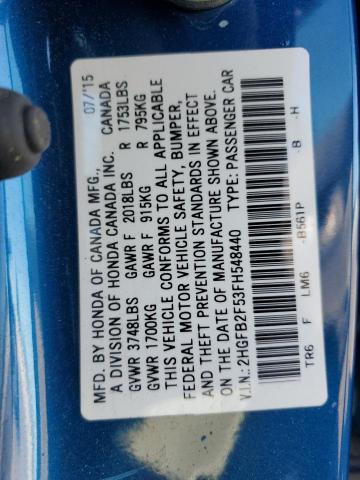 MFD. BY HONDA OF CANADA MFG., 07/'15
A DIVISION OF HONDA CANADA INC. CANADA
GVWR 3748LBS GAWR F 2018LBS R 1753LBS
GVWR 1700KG GAWR F 915KG R 795KG
THIS VEHICLE CONFORMS TO ALL APPLICABLE
FEDERAL MOTOR VEHICLE SAFETY, BUMPER,
AND THEFT PREVENTION STANDARDS IN EFFECT
ON THE DATE OF MANUFACTURE SHOWN ABOVE.
V.I.N.: 2HGFB2F53FH548440 TYPE: PASSENGER CAR
TR6 F LM6 -B561P -B -H